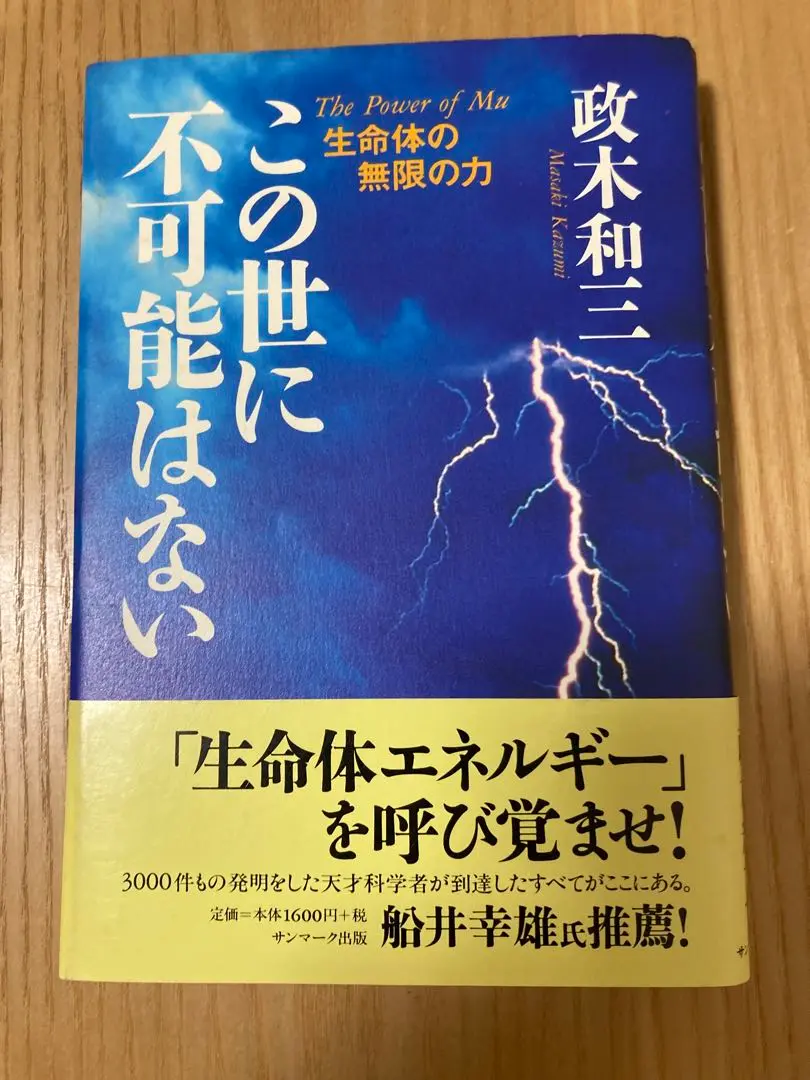 この世に
不可能はない
The Power of Mu
生命体の
無限の力
政木和三
Masaki Kazumi
「生命体エネルギー」
を呼び覚ませ!
3000件もの発明をした天才科学者が到達したすべてがここにある。
定価=本体1600円+税
サンマーク出版
船井幸雄氏推薦!